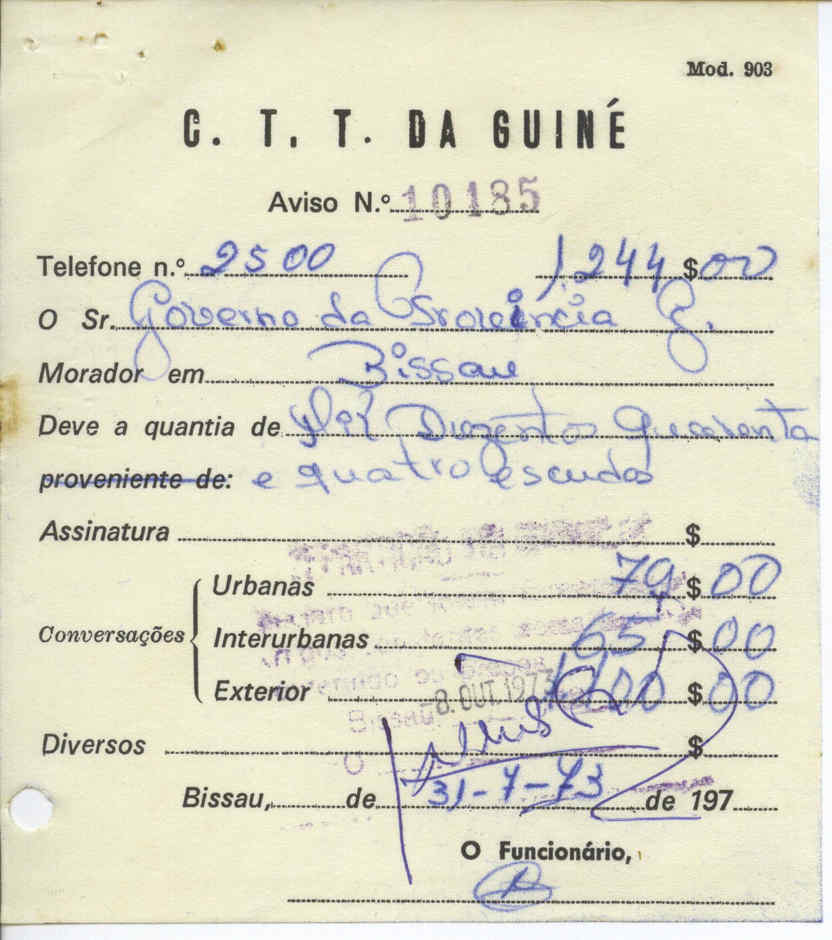 Mod. 903
C. T. T. DA GUINÉ
Aviso N.º 10185
Telefone n.º 2500 1.244 $ 00
O Sr. Governo da Provincia G.
Morador em Bissau
Deve a quantia de Mil Duzentos quarenta
proveniente de: e quatro escudos
Assinatura $
Urbanas 79 $ 00
Conversações Interurbanas 65 $ 00
Exterior 1100 $ 00
8. OUT. 1973
Bissau
Diversos $
Bissau, de 31-7-73 de 197
O Funcionário,